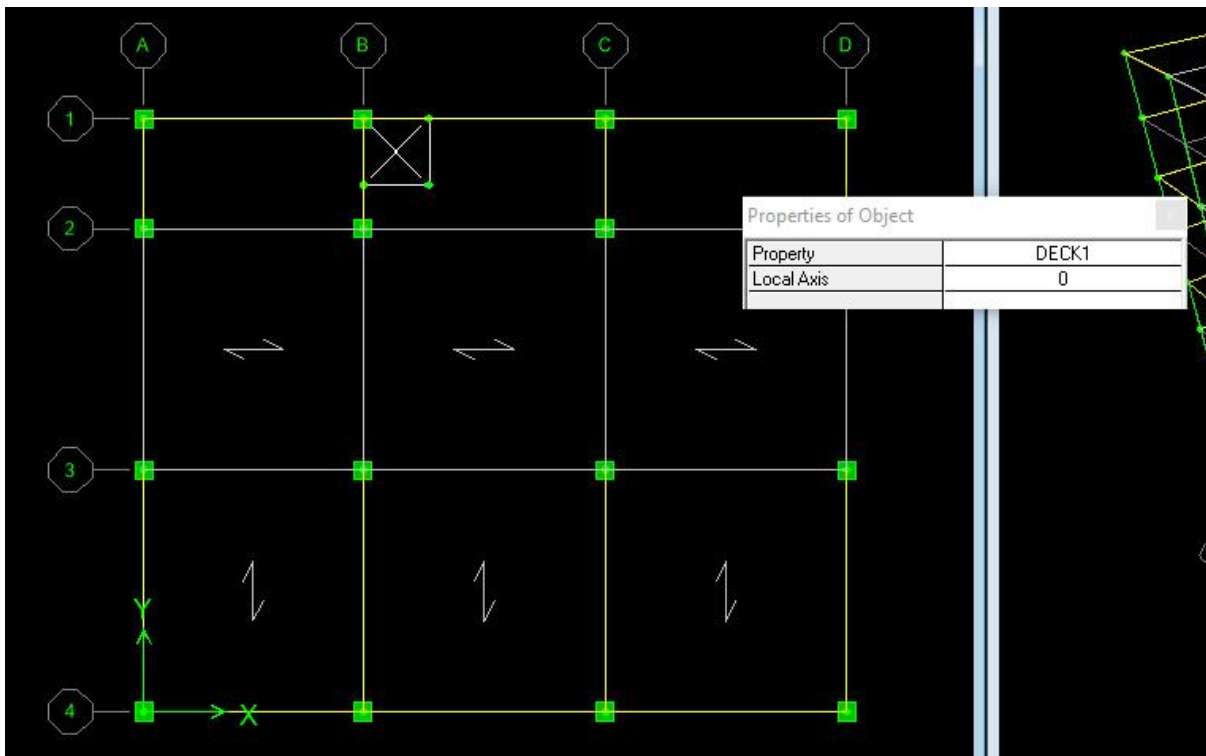 A B C D
1
2
Properties of Object
Property DECK1
Local Axis 0
3
Y
X
4